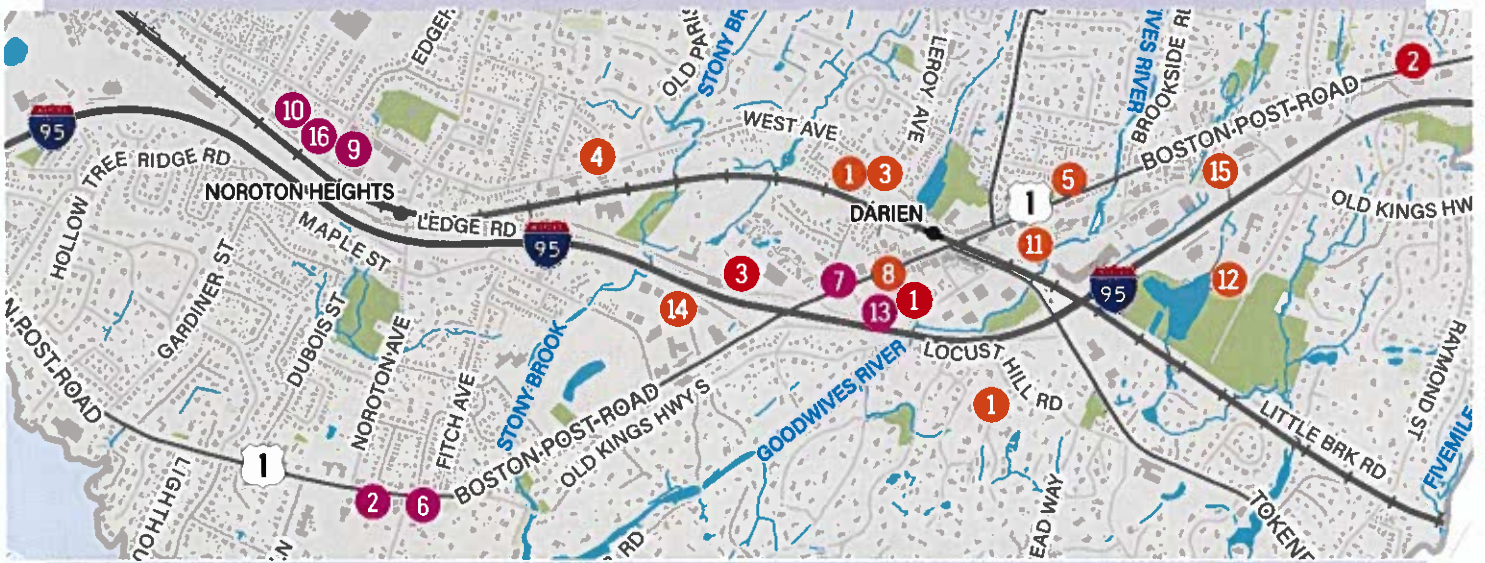 EDGER
OLD PARIS
STONY BR
LEROY AVE
IVES RIVER
BROOKSIDE RD
2
BOSTON-POST-ROAD
10
16
9
95
WEST AVE
4
1
3
5
15
HOLLOW TREE RIDGE RD
NOROTON HEIGHTS
LEDGE RD
DARIEN
1
OLD KINGS HW
MAPLE ST
95
11
GARDINER ST
3
7
8
12
95
14
13
1
DUBOIS ST
NOROTON AVE
FITCH AVE
STONY BROOK
N-POST-ROAD
LOCUST HILL RD
GOODWIVES RIVER
RAYMOND ST
BOSTON-POST-ROAD
OLD KINGS HWY S
1
LITTLE BRK RD
FIVEMILE
1
LIGHTHO
UOH
2
6
N
R RD
EAD WAY
TOKENE